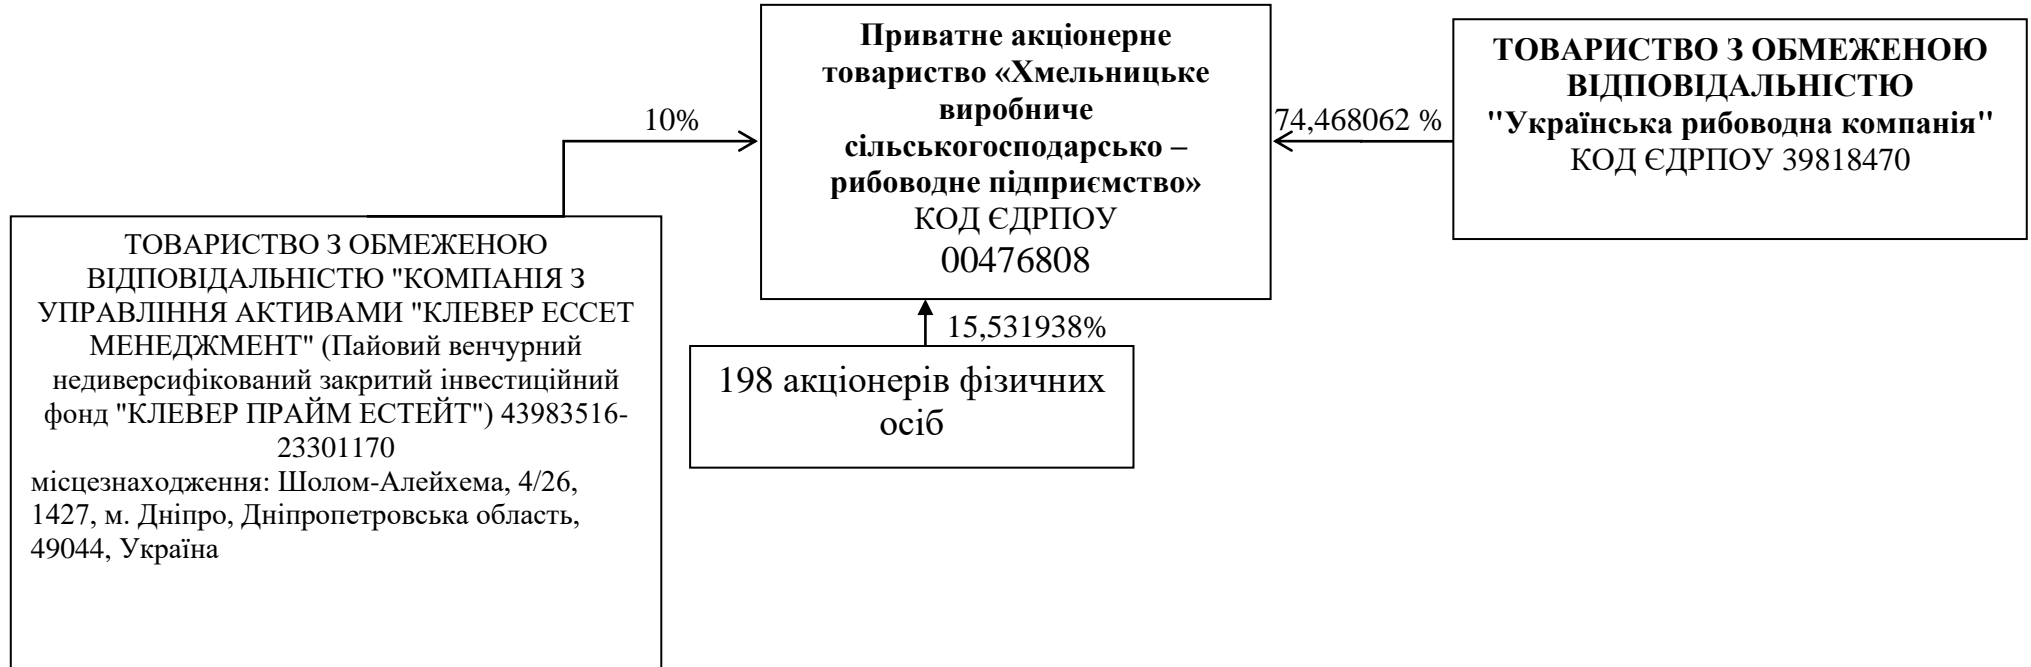 Приватне акціонерне
товариство «Хмельницьке
виробниче
сільськогосподарсько –
рибоводне підприємство»
КОД ЄДРПОУ
00476808
ТОВАРИСТВО З ОБМЕЖЕНОЮ
ВІДПОВІДАЛЬНІСТЮ
"Українська рибоводна компанія"
КОД ЄДРПОУ 39818470
10%
74,468062 %
ТОВАРИСТВО З ОБМЕЖЕНОЮ
ВІДПОВІДАЛЬНІСТЮ "КОМПАНІЯ З
УПРАВЛІННЯ АКТИВАМИ "КЛЕВЕР ЕССЕТ
МЕНЕДЖМЕНТ" (Пайовий венчурний
недиверсифікований закритий інвестиційний
фонд "КЛЕВЕР ПРАЙМ ЕСТЕЙТ") 43983516-
23301170
місцезнаходження: Шолом-Алейхема, 4/26,
1427, м. Дніпро, Дніпропетровська область,
49044, Україна
15,531938%
198 акціонерів фізичних
осіб